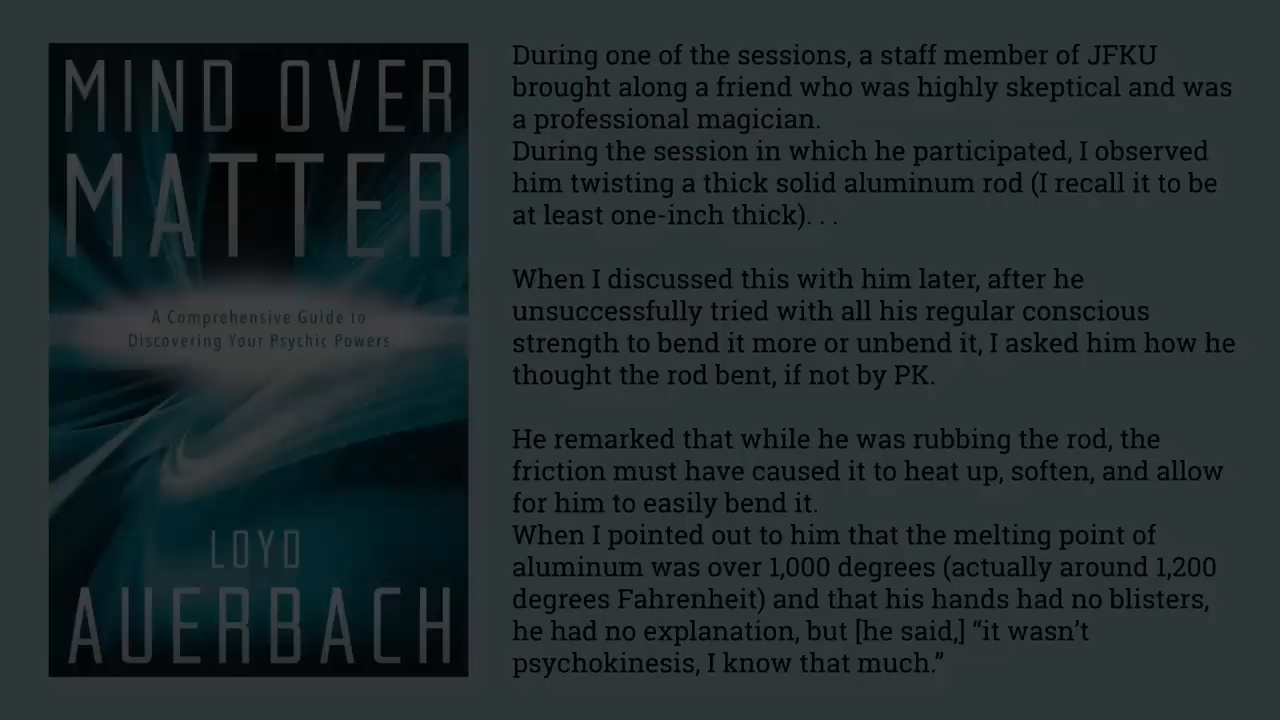 MIND OVER
MATTER
A Comprehensive Guide to
Discovering Your Psychic Powers
LOYD
AUERBACH
During one of the sessions, a staff member of JFKU
brought along a friend who was highly skeptical and was
a professional magician.
During the session in which he participated, I observed
him twisting a thick solid aluminum rod (I recall it to be
at least one-inch thick). . .
When I discussed this with him later, after he
unsuccessfully tried with all his regular conscious
strength to bend it more or unbend it, I asked him how he
thought the rod bent, if not by PK.
He remarked that while he was rubbing the rod, the
friction must have caused it to heat up, soften, and allow
for him to easily bend it.
When I pointed out to him that the melting point of
aluminum was over 1,000 degrees (actually around 1,200
degrees Fahrenheit) and that his hands had no blisters,
he had no explanation, but [he said,] “it wasn’t
psychokinesis, I know that much.”